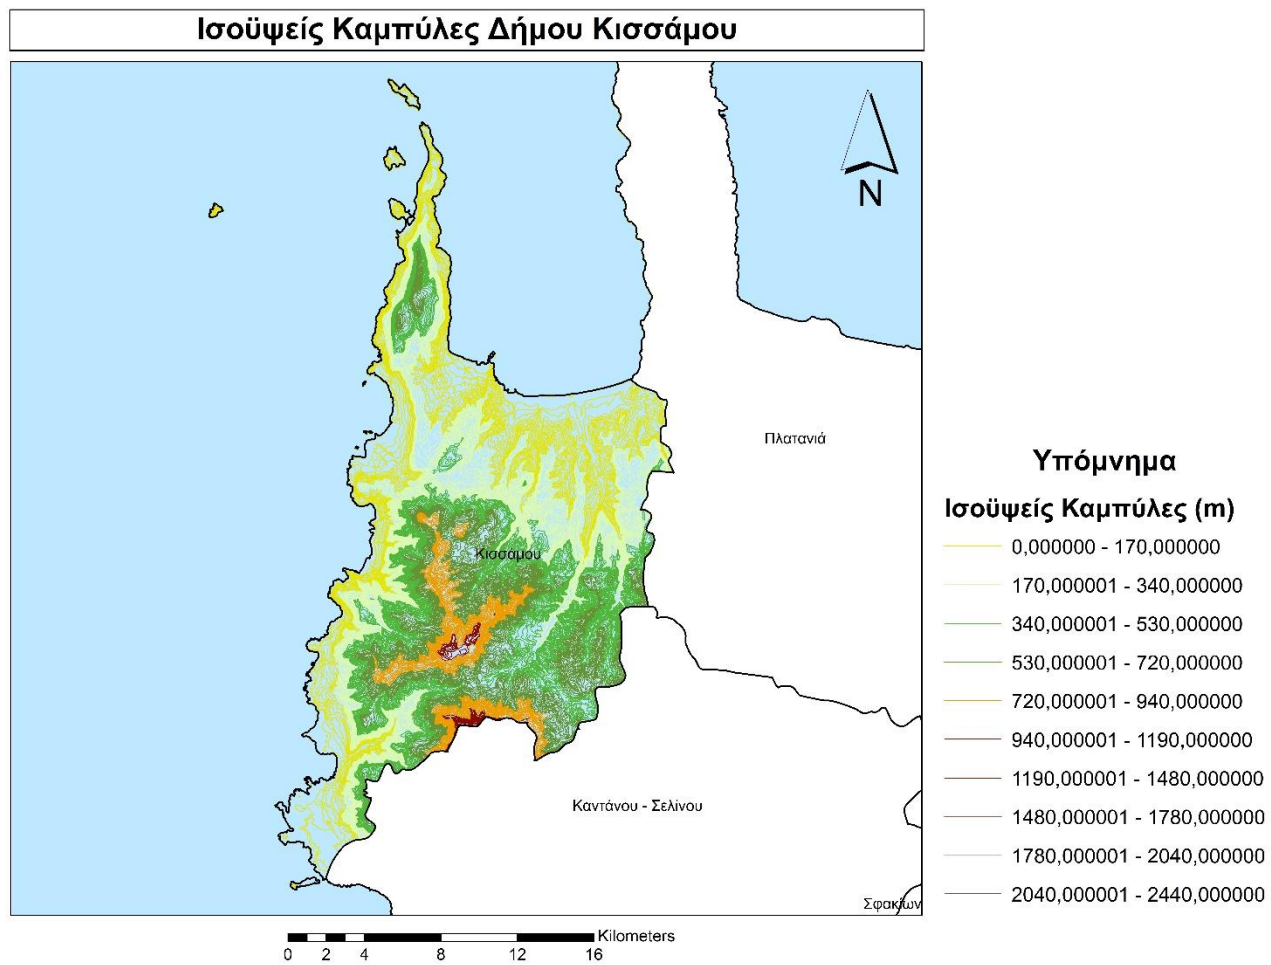 Ισοϋψείς Καμπύλες Δήμου Κισσάμου
N
Πλατανιά
Κισσάμου
Καντάνου - Σελίνου
Σφακίων
Υπόμνημα
Ισοϋψείς Καμπύλες (m)
0,000000 - 170,000000
170,000001 - 340,000000
340,000001 - 530,000000
530,000001 - 720,000000
720,000001 - 940,000000
940,000001 - 1190,000000
1190,000001 - 1480,000000
1480,000001 - 1780,000000
1780,000001 - 2040,000000
2040,000001 - 2440,000000
Kilometers
0 2 4 8 12 16